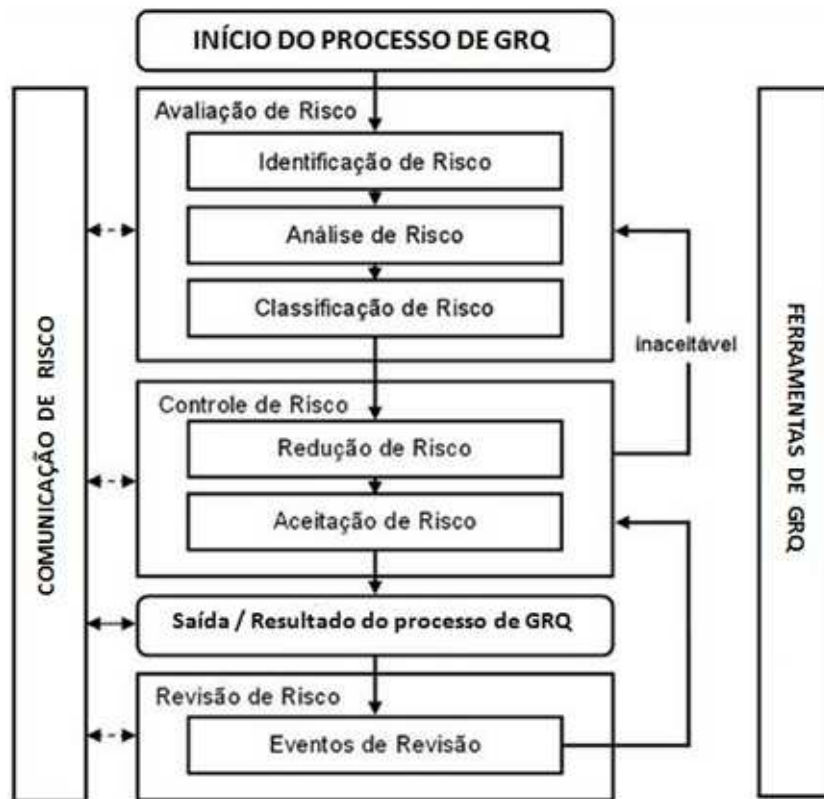 INÍCIO DO PROCESSO DE GRQ
Avaliação de Risco
Identificação de Risco
Análise de Risco
Classificação de Risco
inaceitável
Controle de Risco
Redução de Risco
Aceitação de Risco
Saída / Resultado do processo de GRQ
Revisão de Risco
Eventos de Revisão
COMUNICAÇÃO DE RISCO
FERRAMENTAS DE GRQ